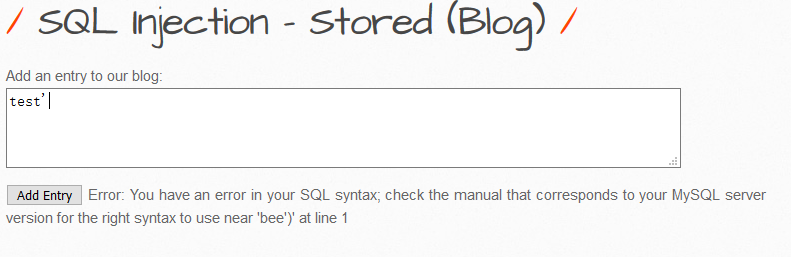 / SQL Injection - Stored (Blog) /
Add an entry to our blog:
test'
Add Entry Error: You have an error in your SQL syntax; check the manual that corresponds to your MySQL server
version for the right syntax to use near 'bee')' at line 1